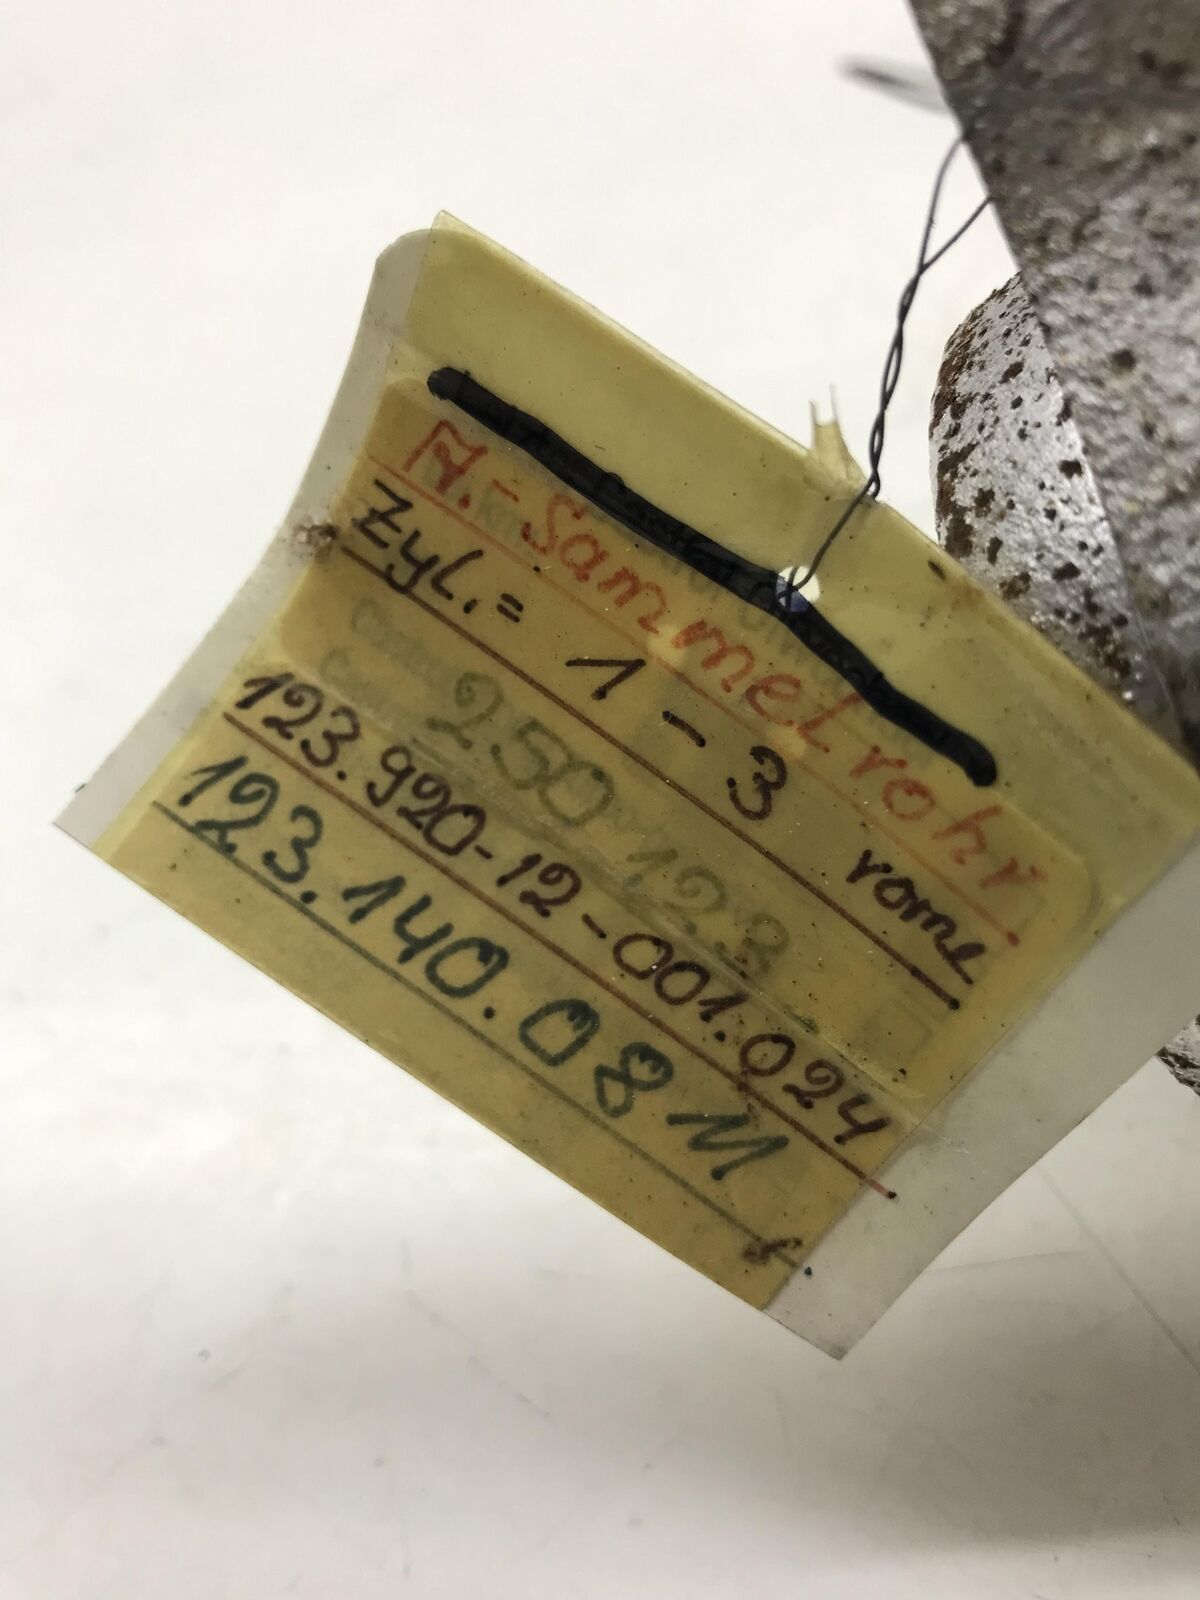 M.-Sammelrohr
Zyl. = 1 - 3 vorne
250 123
123.920-12-001.024
123.140.08 M